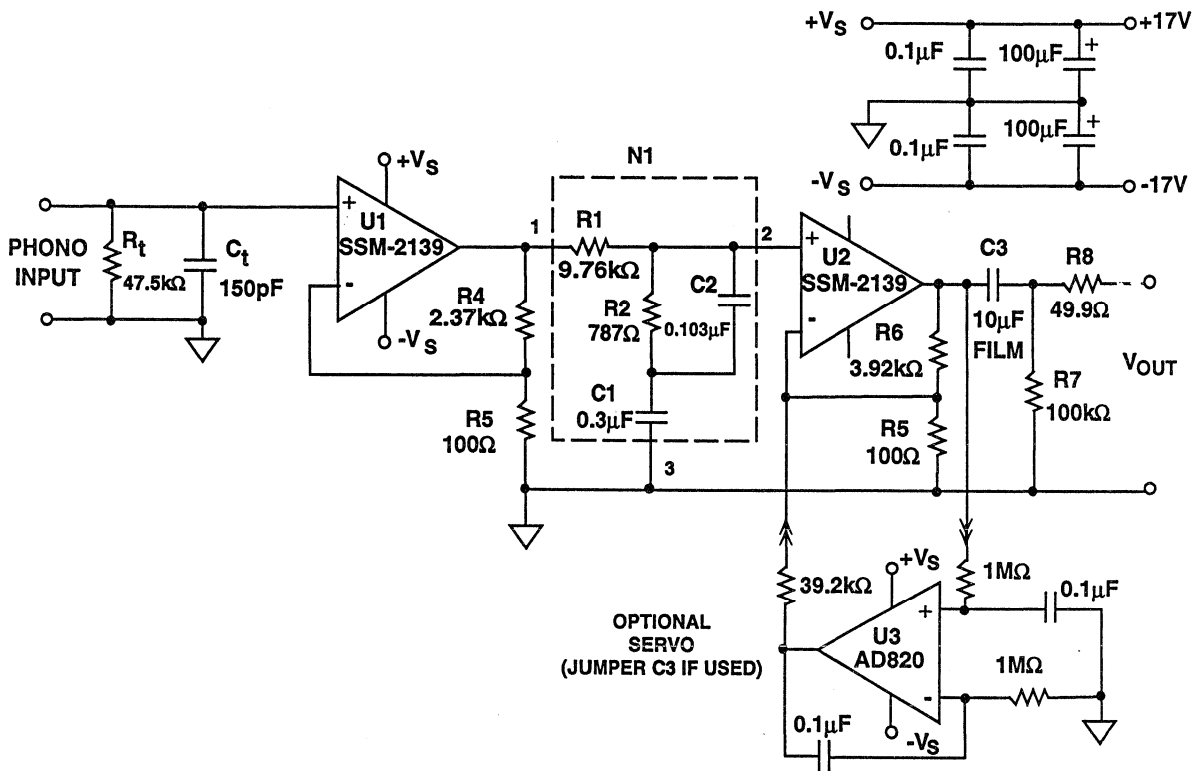 +VS
+17V
0.1µF
100µF
+
0.1µF
100µF
+
-VS
-17V
N1
+VS
1
R1
2
+
U1
SSM-2139
9.76kΩ
+
U2
SSM-2139
C3
R8
PHONO
INPUT
Rt
47.5kΩ
Ct
150pF
-
R4
2.37kΩ
R2
787Ω
C2
0.103µF
-
R6
3.92kΩ
10µF
FILM
49.9Ω
-VS
VOUT
C1
0.3µF
R7
100kΩ
R5
100Ω
R5
100Ω
3
+VS
39.2kΩ
1MΩ
0.1µF
OPTIONAL
SERVO
(JUMPER C3 IF USED)
+
U3
AD820
1MΩ
-
0.1µF
-VS